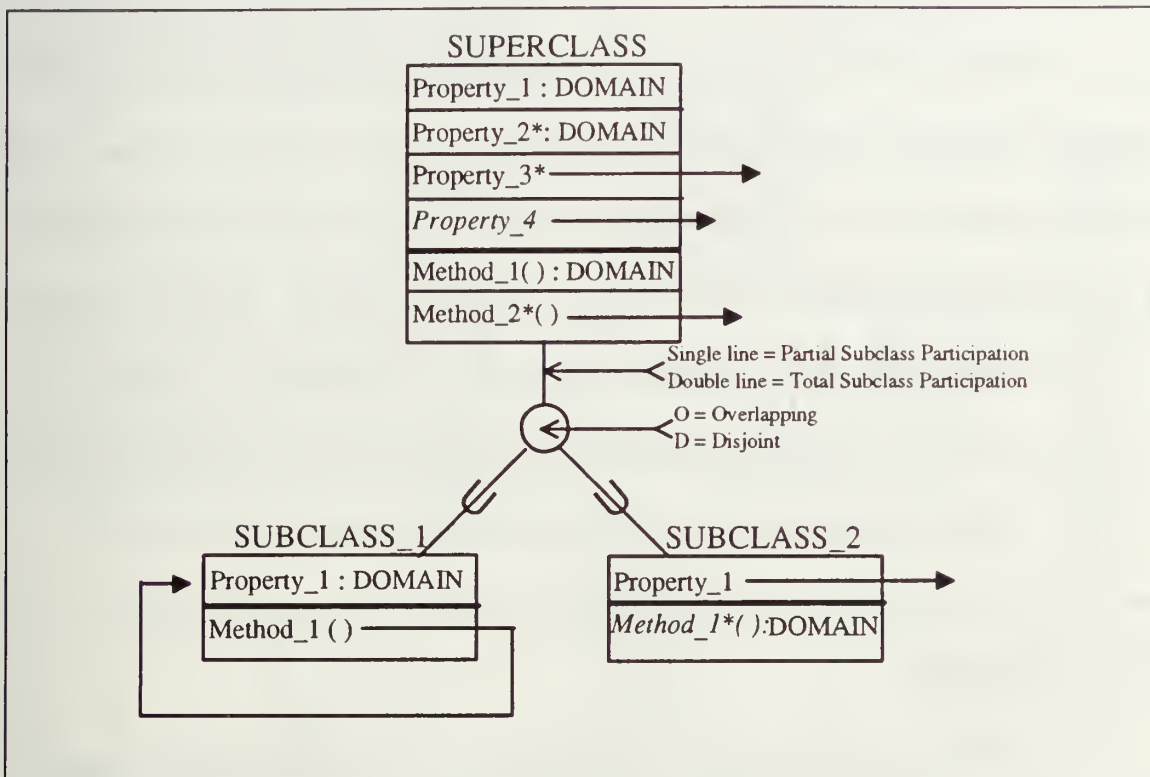 SUPERCLASS
Property_1 : DOMAIN
Property_2*: DOMAIN
Property_3*
Property_4
Method_1( ) : DOMAIN
Method_2*( )
Single line = Partial Subclass Participation
Double line = Total Subclass Participation
O = Overlapping
D = Disjoint
SUBCLASS_1
Property_1 : DOMAIN
Method_1 ( )
SUBCLASS_2
Property_1
Method_1*( ):DOMAIN